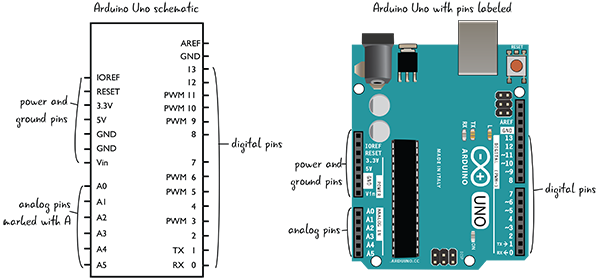 Arduino Uno schematic
AREF
GND
13
12
PWM 11
PWM 10
PWM 9
8
7
PWM 6
PWM 5
4
PWM 3
2
TX 1
RX 0
IOREF
RESET
3.3V
5V
GND
GND
Vin
A0
A1
A2
A3
A4
A5
power and
ground pins
analog pins
marked with A
digital pins
Arduino Uno with pins labeled
RESET
AREF
GND
13
12
~11
~10
~9
8
7
~6
~5
4
~3
2
TX 1
RX 0
DIGITAL (PWM~)
L
TX
RX
ON
IOREF
RESET
3.3V
5V
GND
Vin
POWER
A0
A1
A2
A3
A4
A5
ANALOG IN
MADE IN ITALY
ARDUINO
UNO
ARDUINO.CC
power and
ground pins
analog pins
digital pins